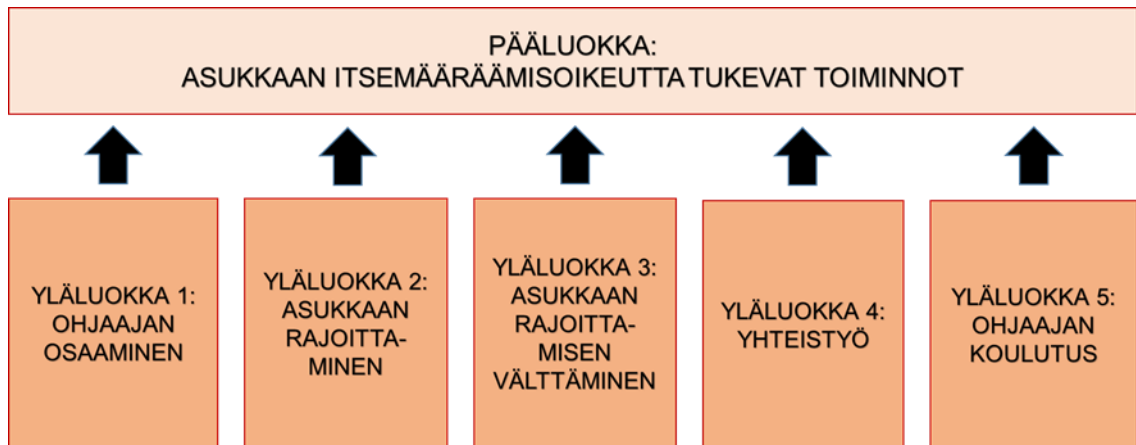 PÄÄLUOKKA:
ASUKKAAN ITSEMÄÄRÄÄMISOIKEUTTA TUKEVAT TOIMINNOT
YLÄLUOKKA 1:
OHJAAJAN
OSAAMINEN
YLÄLUOKKA 2:
ASUKKAAN
RAJOITTA-
MINEN
YLÄLUOKKA 3:
ASUKKAAN
RAJOITTA-
MISEN
VÄLTTÄMINEN
YLÄLUOKKA 4:
YHTEISTYÖ
YLÄLUOKKA 5:
OHJAAJAN
KOULUTUS